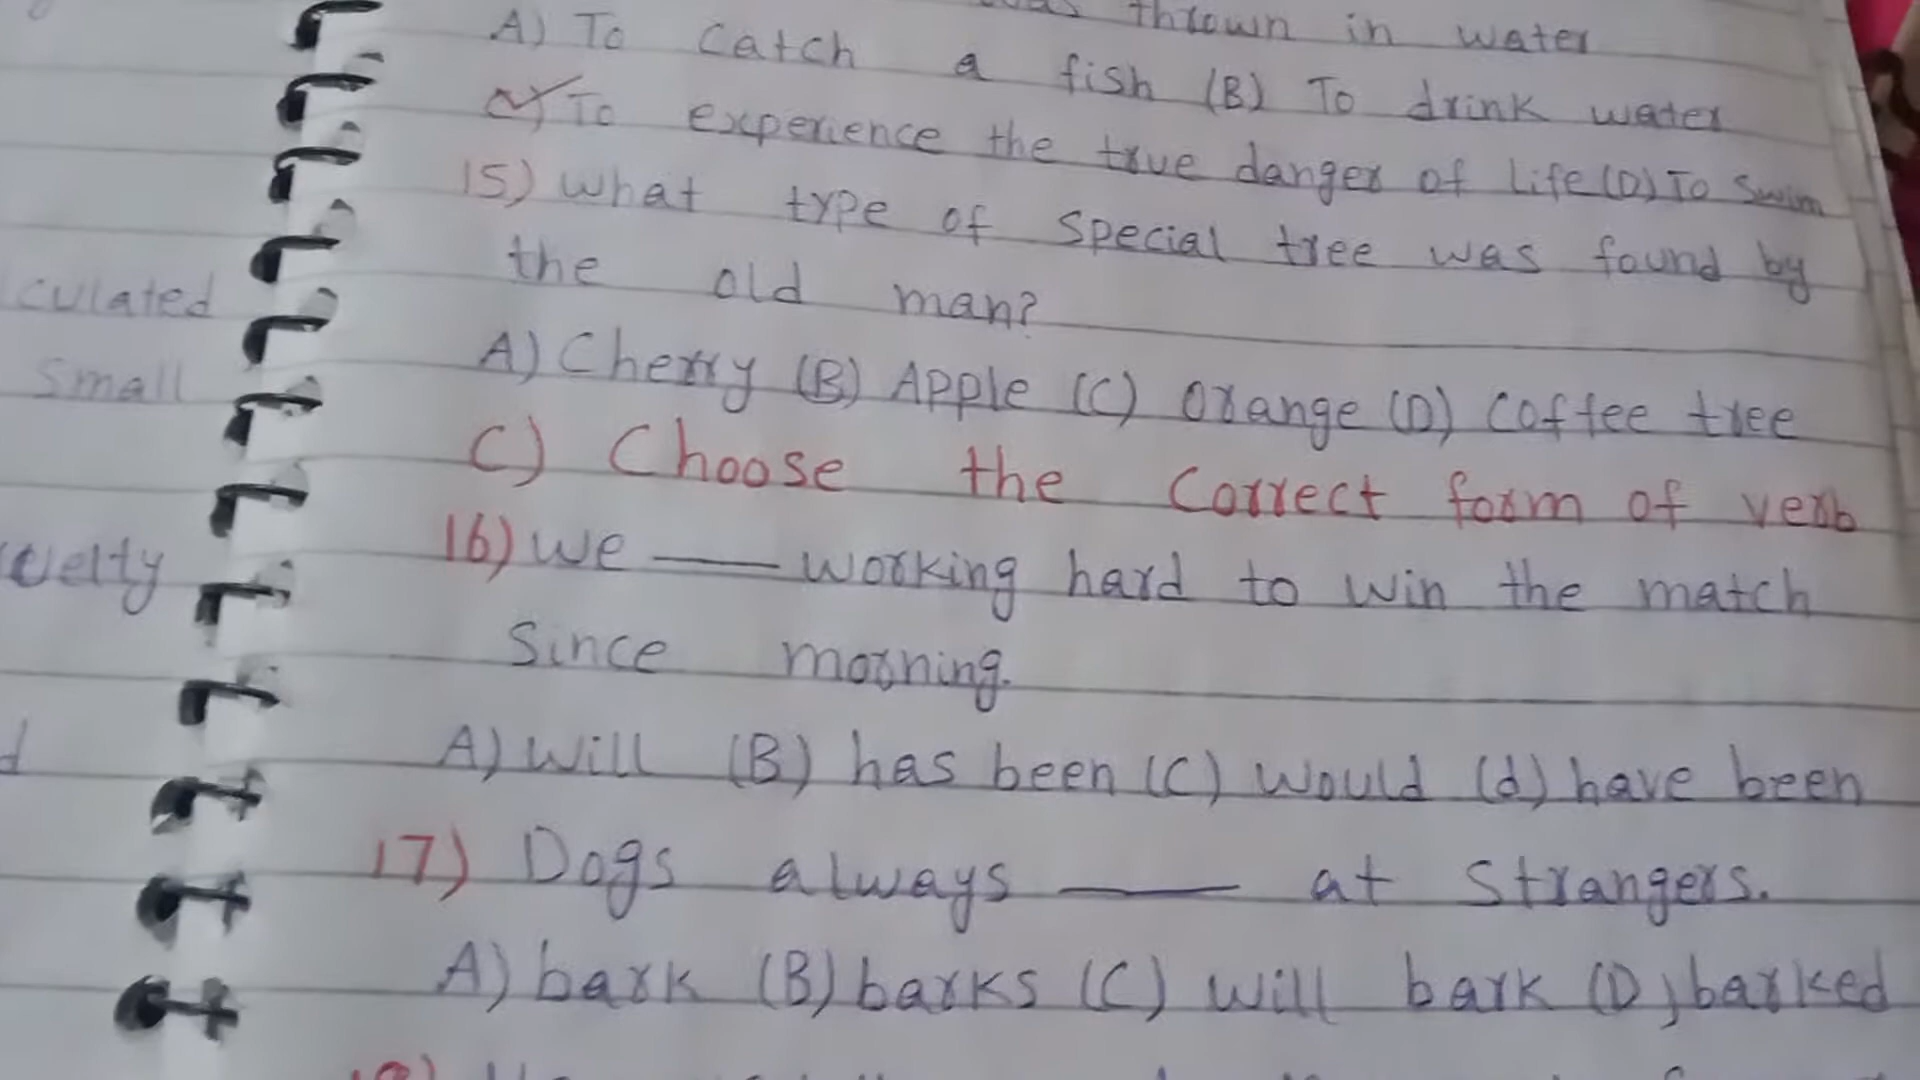 thrown in water
A) To catch a fish (B) To drink water
To experience the true danger of life (D) To swim
15) what type of special tree was found by
the old man?
A) Cherry (B) Apple (C) Orange (D) coffee tree
C) Choose the correct form of verb
16) we ___ working hard to win the match
since morning.
A) will (B) has been (C) would (d) have been
17) Dogs always ___ at strangers.
A) bark (B) barks (C) will bark (D) barked
culated
small